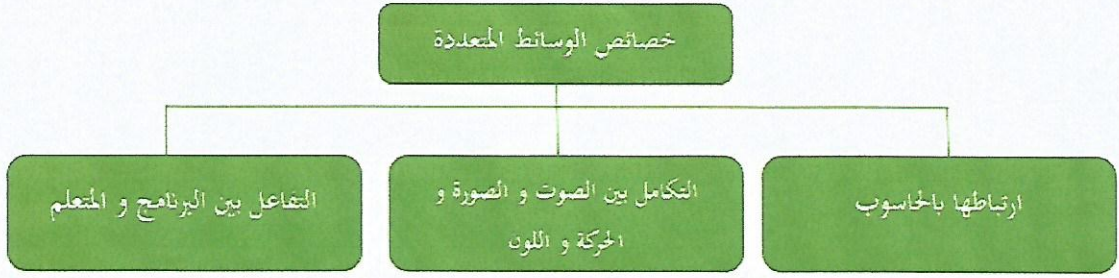 خصائص الوسائط المتعددة
ارتباطها بالحاسوب
التكامل بين الصوت و الصورة و
الحركة و اللون
التفاعل بين البرنامج و المتعلم